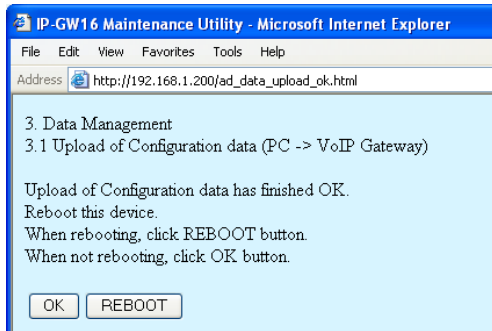 IP-GW16 Maintenance Utility - Microsoft Internet Explorer
File Edit View Favorites Tools Help
Address http://192.168.1.200/ad_data_upload_ok.html
3. Data Management
3.1 Upload of Configuration data (PC -> VoIP Gateway)
Upload of Configuration data has finished OK.
Reboot this device.
When rebooting, click REBOOT button.
When not rebooting, click OK button.
OK REBOOT